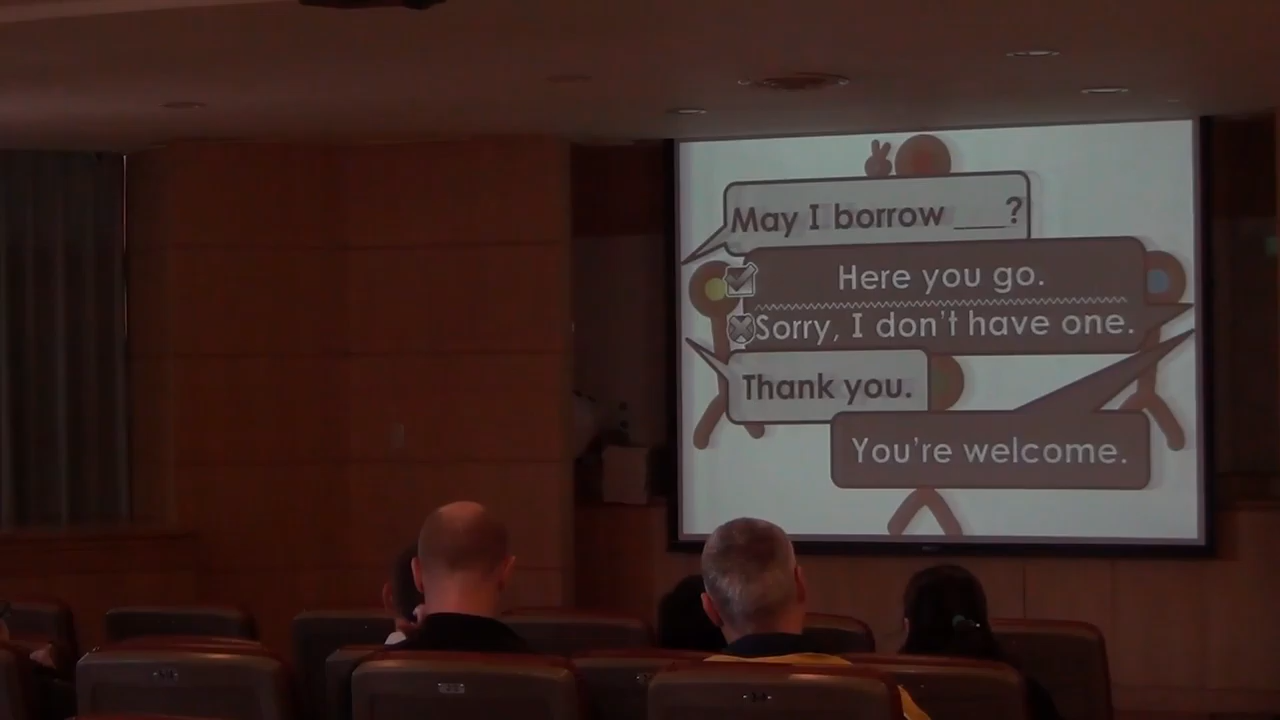 May I borrow ___?
Here you go.
Sorry, I don't have one.
Thank you.
You're welcome.